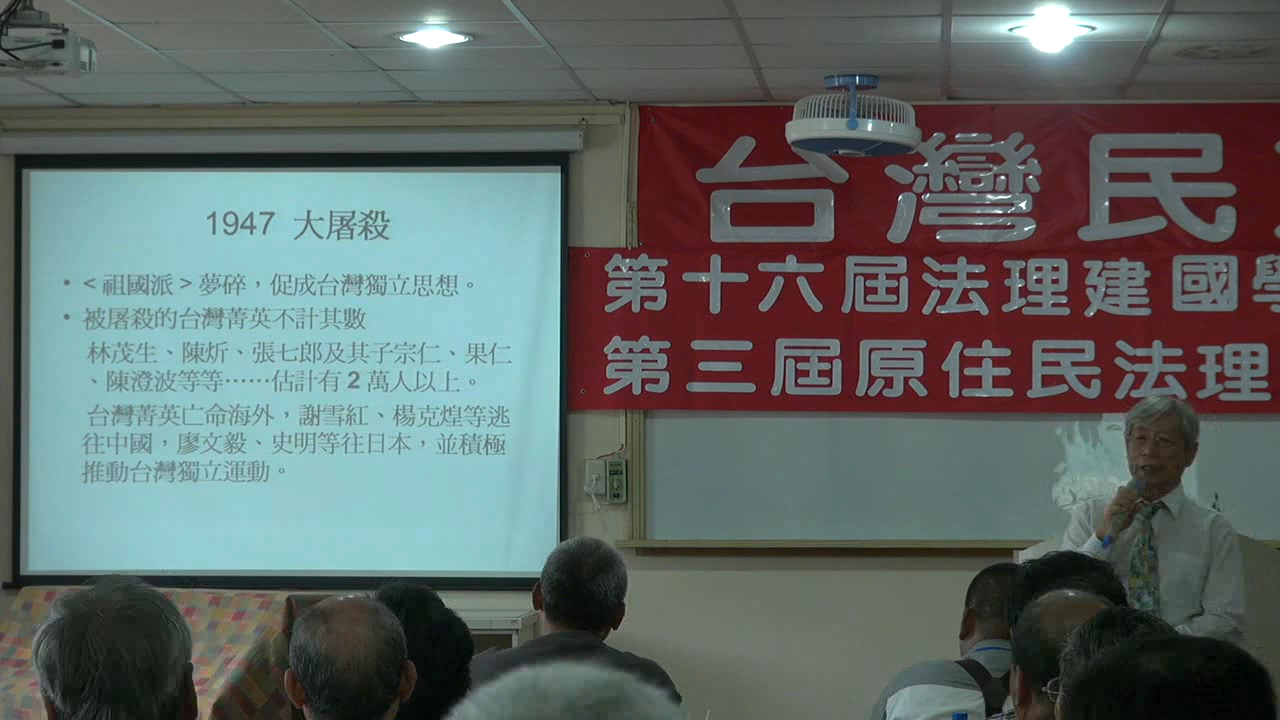 1947 大屠殺
• < 祖國派 > 夢碎，促成台灣獨立思想。
• 被屠殺的台灣菁英不計其數
林茂生、陳炘、張七郎及其子宗仁、果仁
、陳澄波等等……估計有 2 萬人以上。
台灣菁英亡命海外，謝雪紅、楊克煌等逃
往中國，廖文毅、史明等往日本，並積極
推動台灣獨立運動。
台灣民
第十六屆法理建國學
第三屆原住民法理